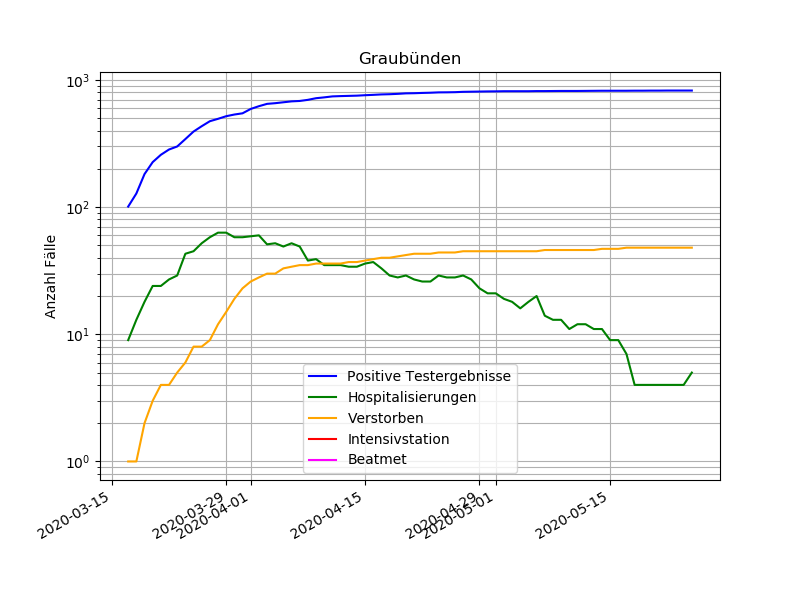 Graubünden
Anzahl Fälle
10³
10²
10¹
10⁰
Positive Testergebnisse
Hospitalisierungen
Verstorben
Intensivstation
Beatmet
2020-03-15
2020-03-29
2020-04-01
2020-04-15
2020-04-29
2020-05-01
2020-05-15